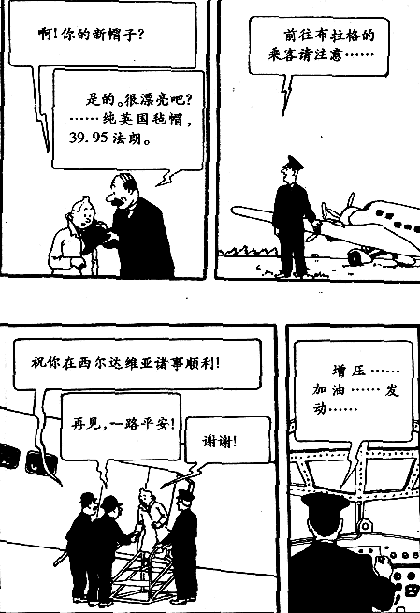 啊!你的新帽子?
是的。很漂亮吧?
……纯英国毡帽,
39.95法朗。
前往布拉格的
乘客请注意……
祝你在西尔达维亚诸事顺利!
再见,一路平安!
谢谢!
增压……
加油……发
动……